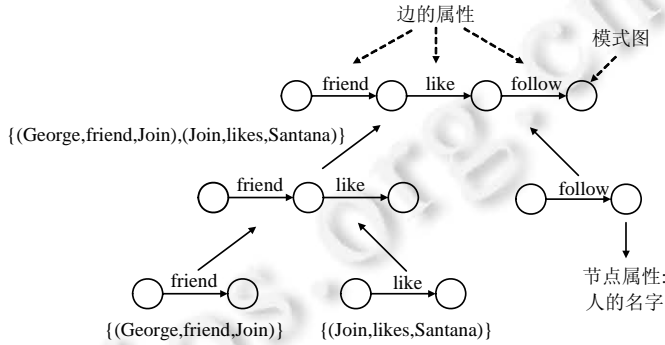 边的属性
模式图
friend
like
follow
{(George,friend,Join),(Join,likes,Santana)}
friend
like
follow
friend
like
节点属性:
人的名字
{(George,friend,Join)}
{(Join,likes,Santana)}